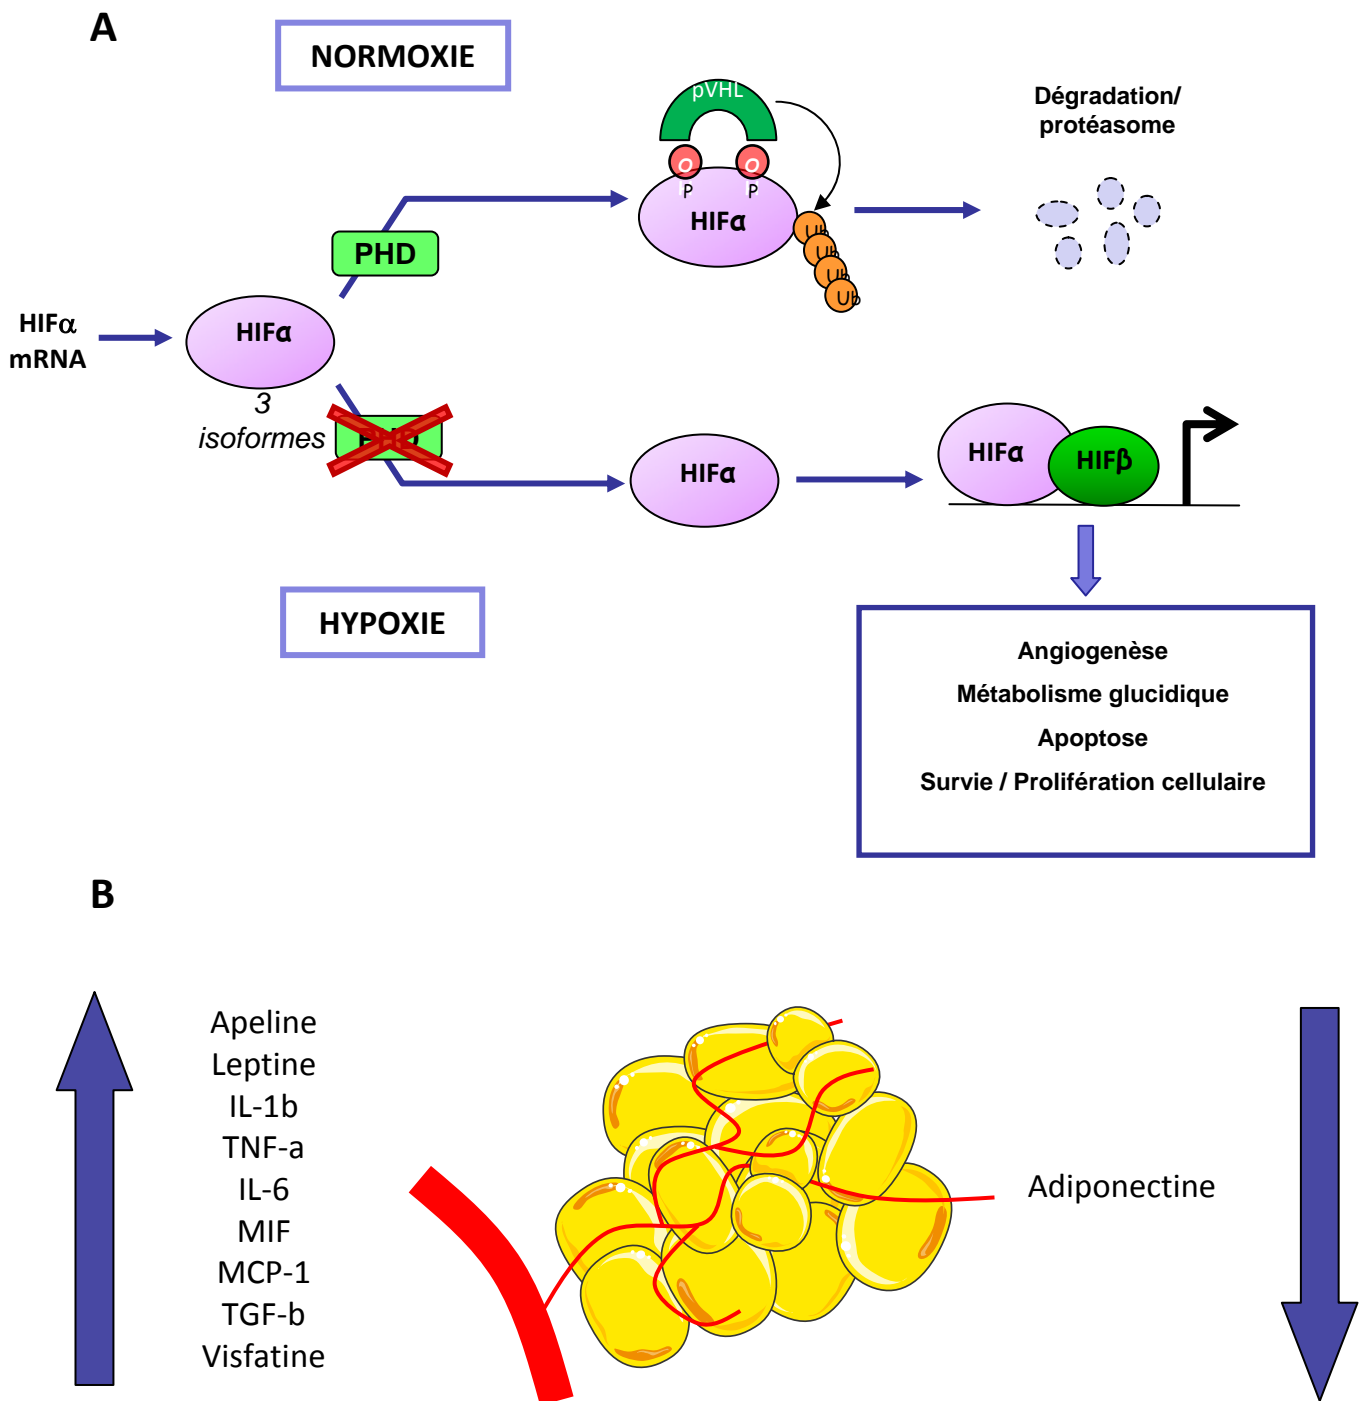 A
NORMOXIE
pVHL
O
O
P
P
HIFα
Ub
Ub
Ub
Ub
Dégradation/
protéasome
PHD
HIFα
mRNA
HIFα
3
isoformes
HIFα
HIFα
HIFβ
HYPOXIE
Angiogenèse
Métabolisme glucidique
Apoptose
Survie / Prolifération cellulaire
B
Apeline
Leptine
IL-1b
TNF-a
IL-6
MIF
MCP-1
TGF-b
Visfatine
Adiponectine